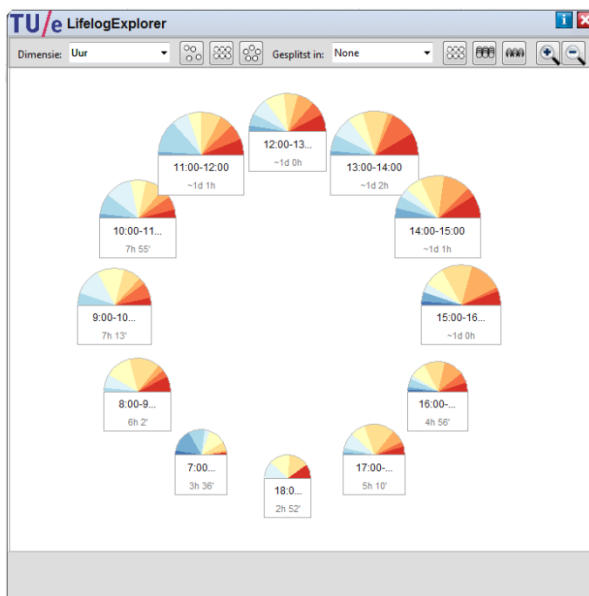 TU/e LifelogExplorer
Dimensie: Uur Gesplitst in: None
12:00-13...
~1d 0h
11:00-12:00
~1d 1h
13:00-14:00
~1d 2h
10:00-11...
7h 55'
14:00-15:00
~1d 1h
9:00-10...
7h 13'
15:00-16...
~1d 0h
8:00-9...
6h 2'
16:00-...
4h 56'
7:00...
3h 36'
17:00-...
5h 10'
18:0...
2h 52'